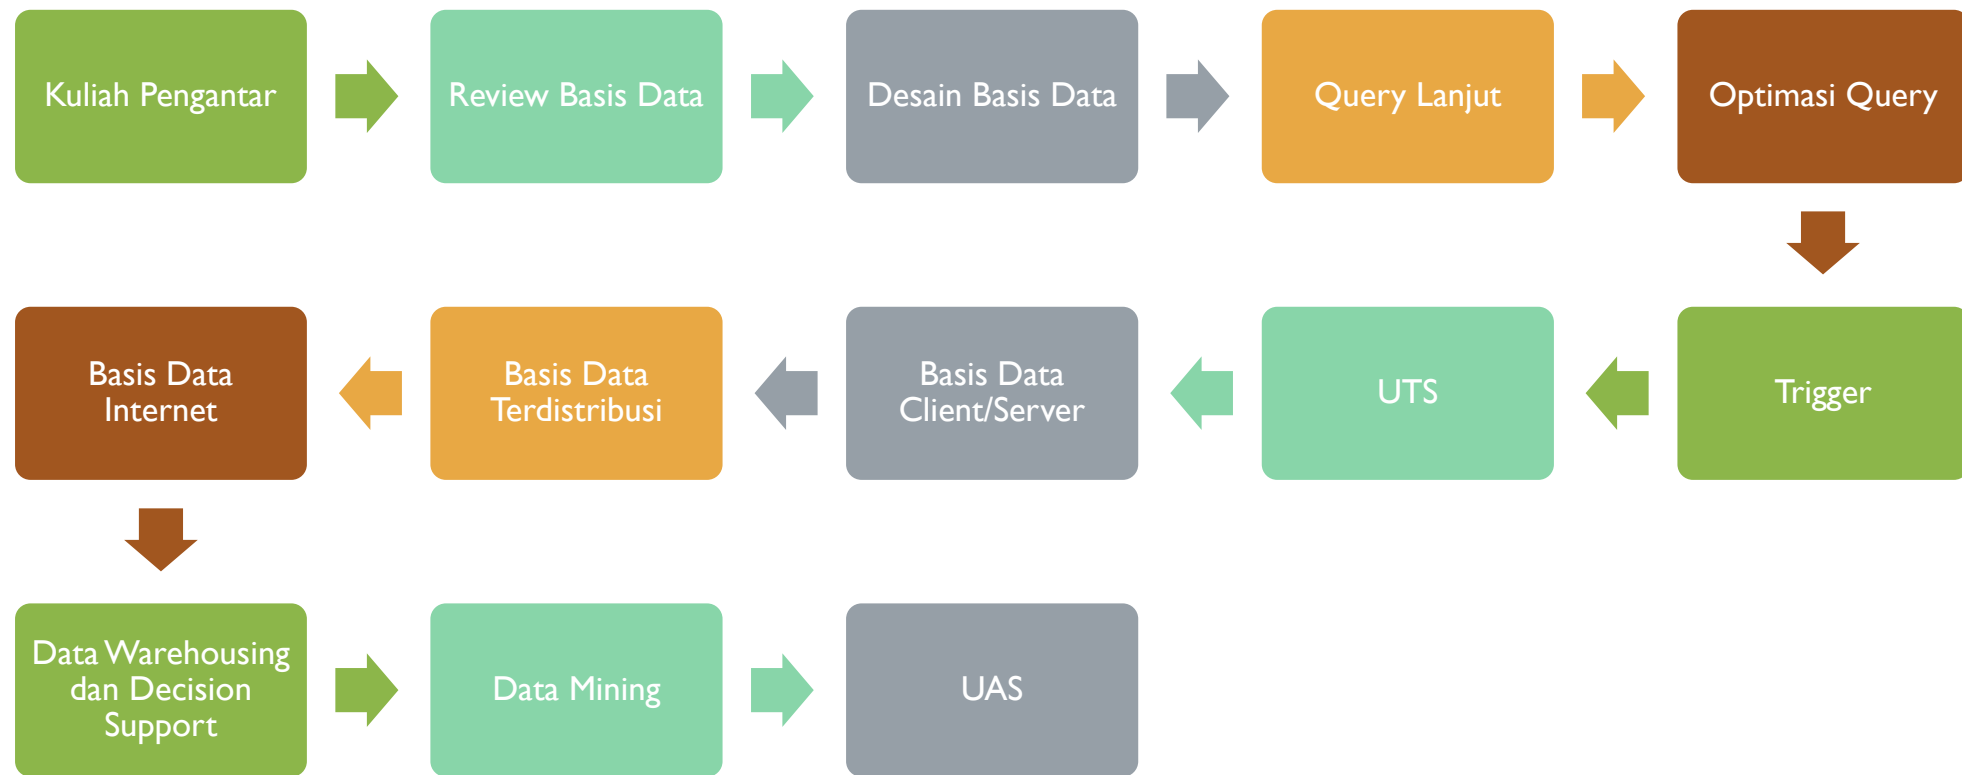 Kuliah Pengantar
Review Basis Data
Desain Basis Data
Query Lanjut
Optimasi Query
Trigger
UTS
Basis Data
Client/Server
Basis Data
Terdistribusi
Basis Data
Internet
Data Warehousing
dan Decision
Support
Data Mining
UAS